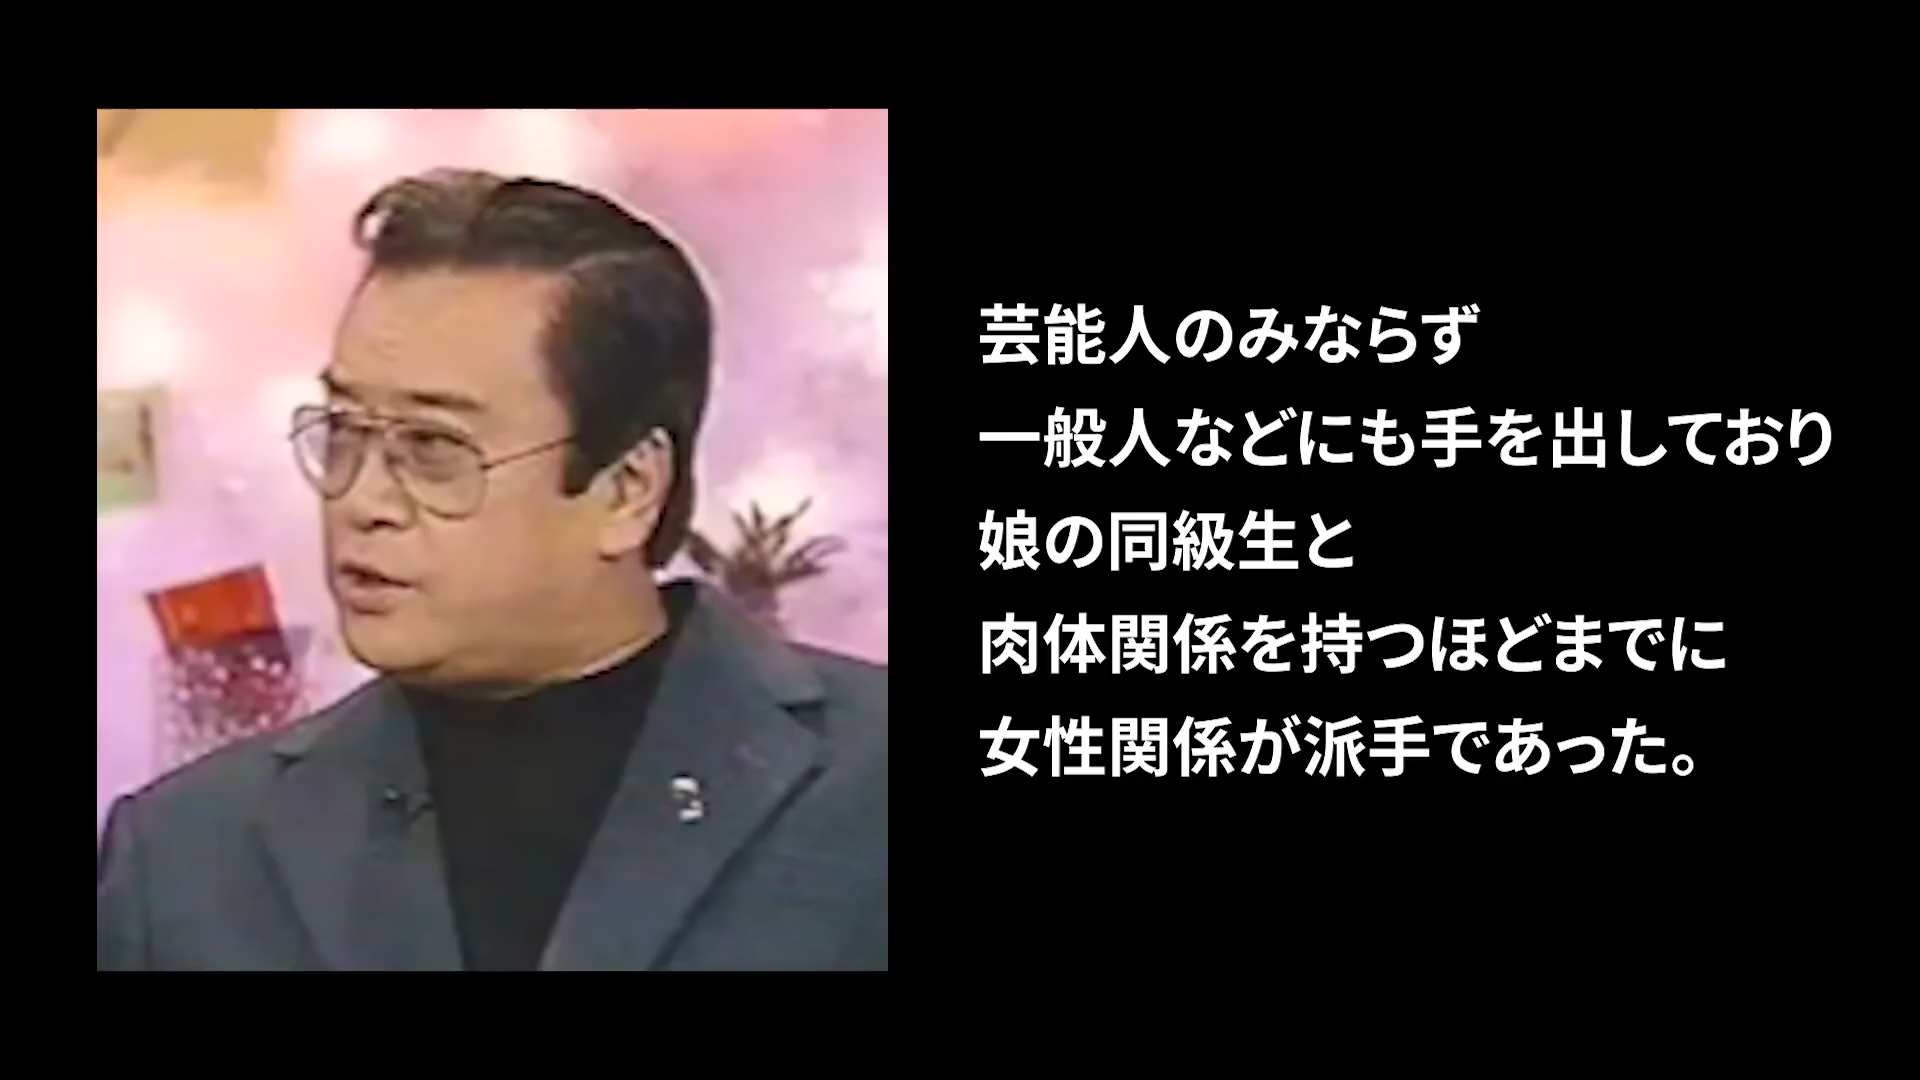 芸能人のみならず
一般人などにも手を出しており
娘の同級生と
肉体関係を持つほどまでに
女性関係が派手であった。